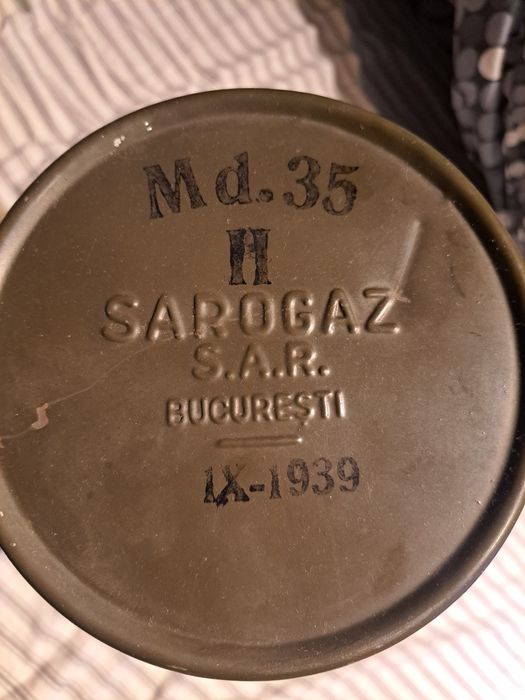 Md.35
II
SAROGAZ
S.A.R.
BUCUREȘTI
IX-1939